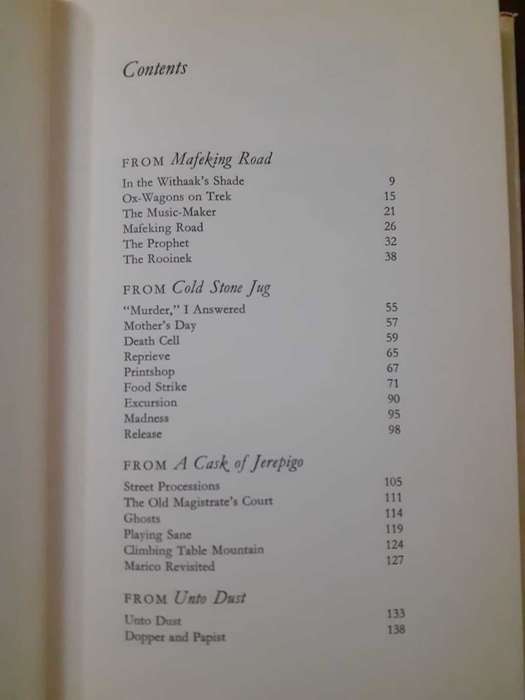 Contents
FROM Mafeking Road
In the Withaak's Shade 9
Ox-Wagons on Trek 15
The Music-Maker 21
Mafeking Road 26
The Prophet 32
The Rooinek 38
FROM Cold Stone Jug
"Murder," I Answered 55
Mother's Day 57
Death Cell 59
Reprieve 65
Printshop 67
Food Strike 71
Excursion 90
Madness 95
Release 98
FROM A Cask of Jerepigo
Street Processions 105
The Old Magistrate's Court 111
Ghosts 114
Playing Sane 119
Climbing Table Mountain 124
Marico Revisited 127
FROM Unto Dust
Unto Dust 133
Dopper and Papist 138